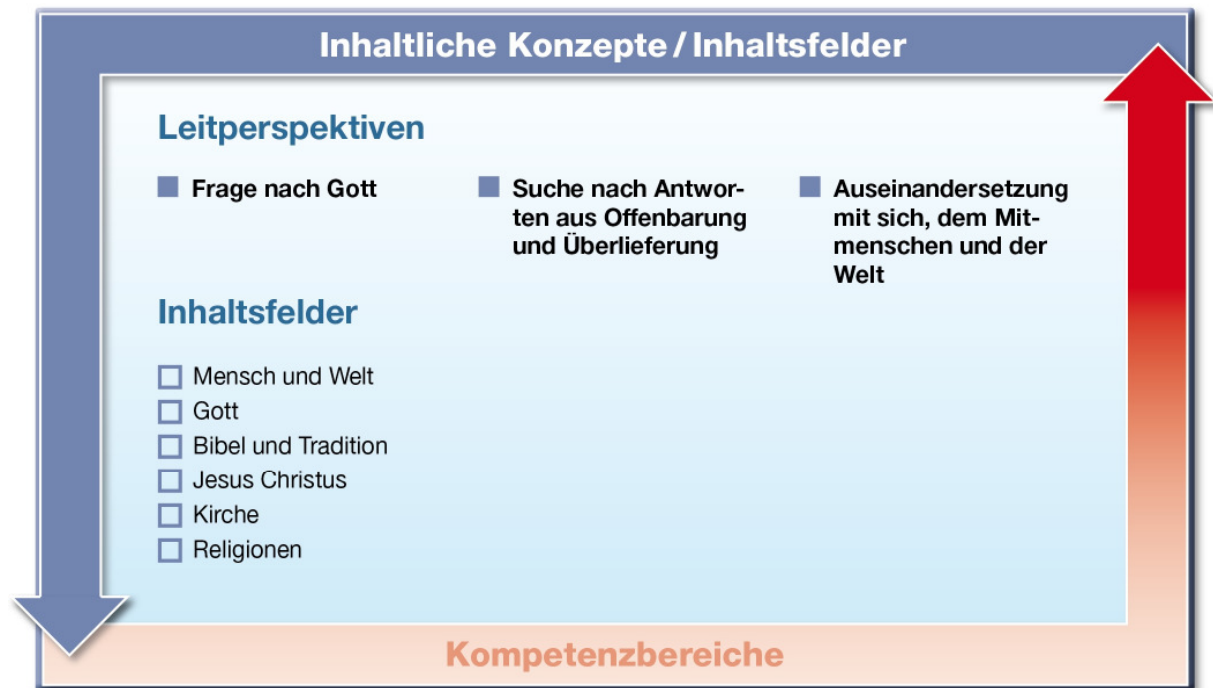 Inhaltliche Konzepte / Inhaltsfelder
Leitperspektiven
Frage nach Gott
Suche nach Antwor-
ten aus Offenbarung
und Überlieferung
Auseinandersetzung
mit sich, dem Mit-
menschen und der
Welt
Inhaltsfelder
Mensch und Welt
Gott
Bibel und Tradition
Jesus Christus
Kirche
Religionen
Kompetenzbereiche